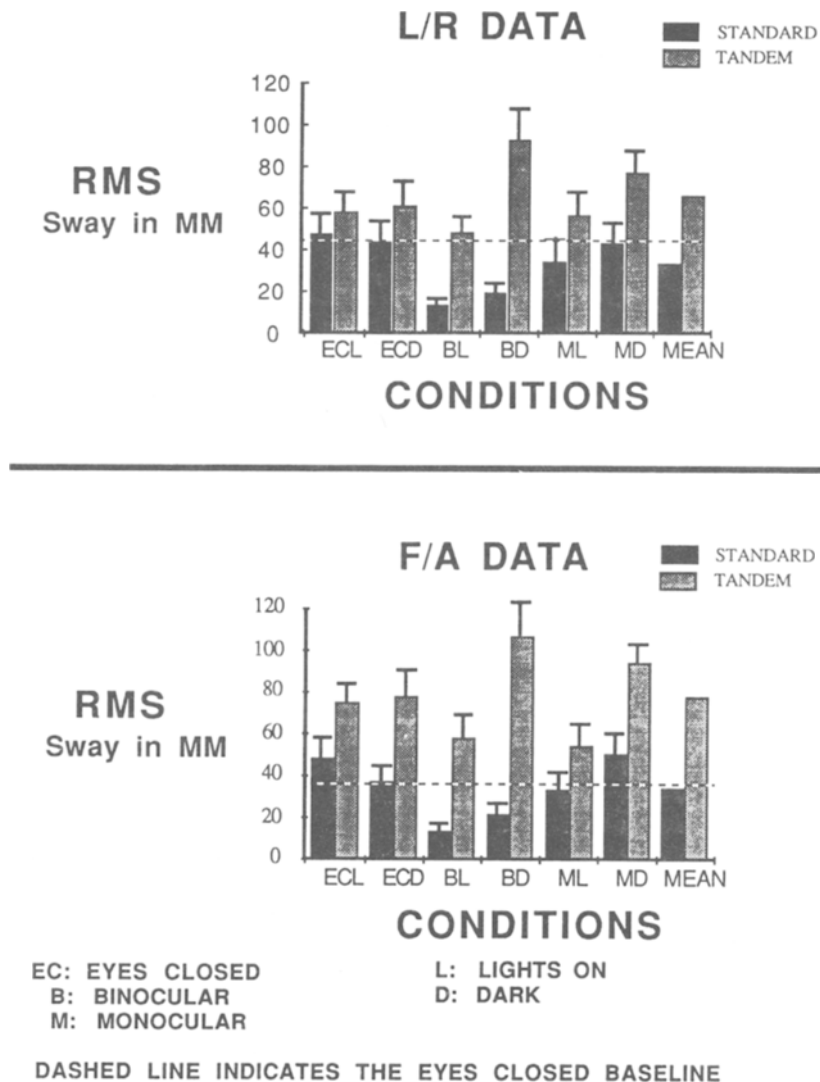 L/R DATA
STANDARD
TANDEM
120
100
80
60
40
20
0
RMS
Sway in MM
ECL ECD BL BD ML MD MEAN
CONDITIONS
F/A DATA
STANDARD
TANDEM
120
100
80
60
40
20
0
RMS
Sway in MM
ECL ECD BL BD ML MD MEAN
CONDITIONS
EC: EYES CLOSED
B: BINOCULAR
M: MONOCULAR
L: LIGHTS ON
D: DARK
DASHED LINE INDICATES THE EYES CLOSED BASELINE